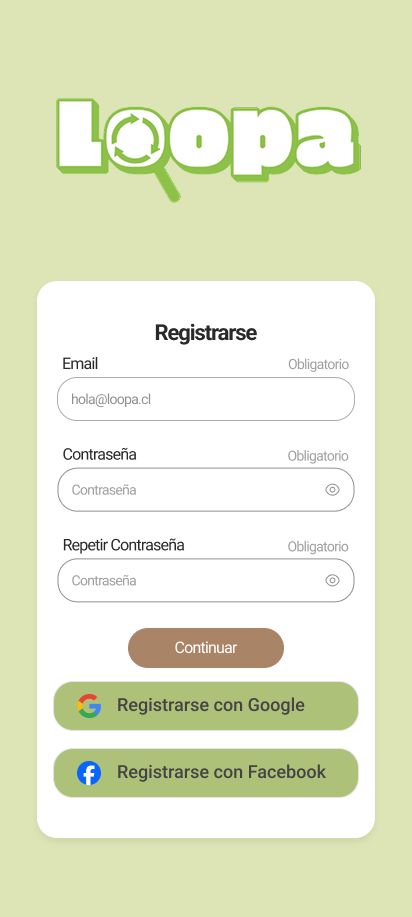 Loopa
Registrarse
Email Obligatorio
hola@loopa.cl
Contraseña Obligatorio
Contraseña
Repetir Contraseña Obligatorio
Contraseña
Continuar
Registrarse con Google
Registrarse con Facebook